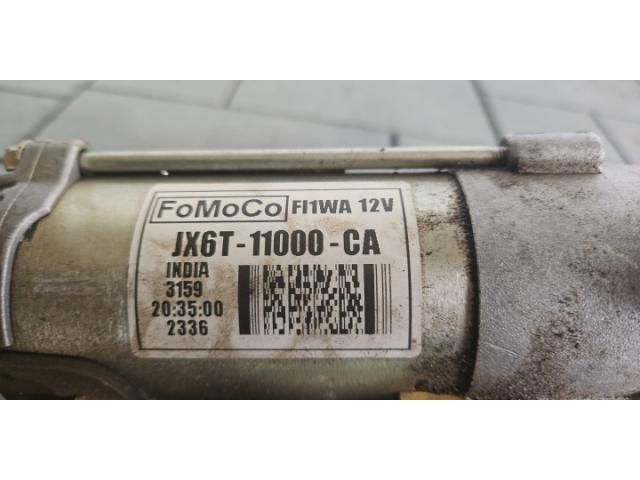 FoMoCo FI1WA 12V
JX6T-11000-CA
INDIA
3159
20:35:00
2336